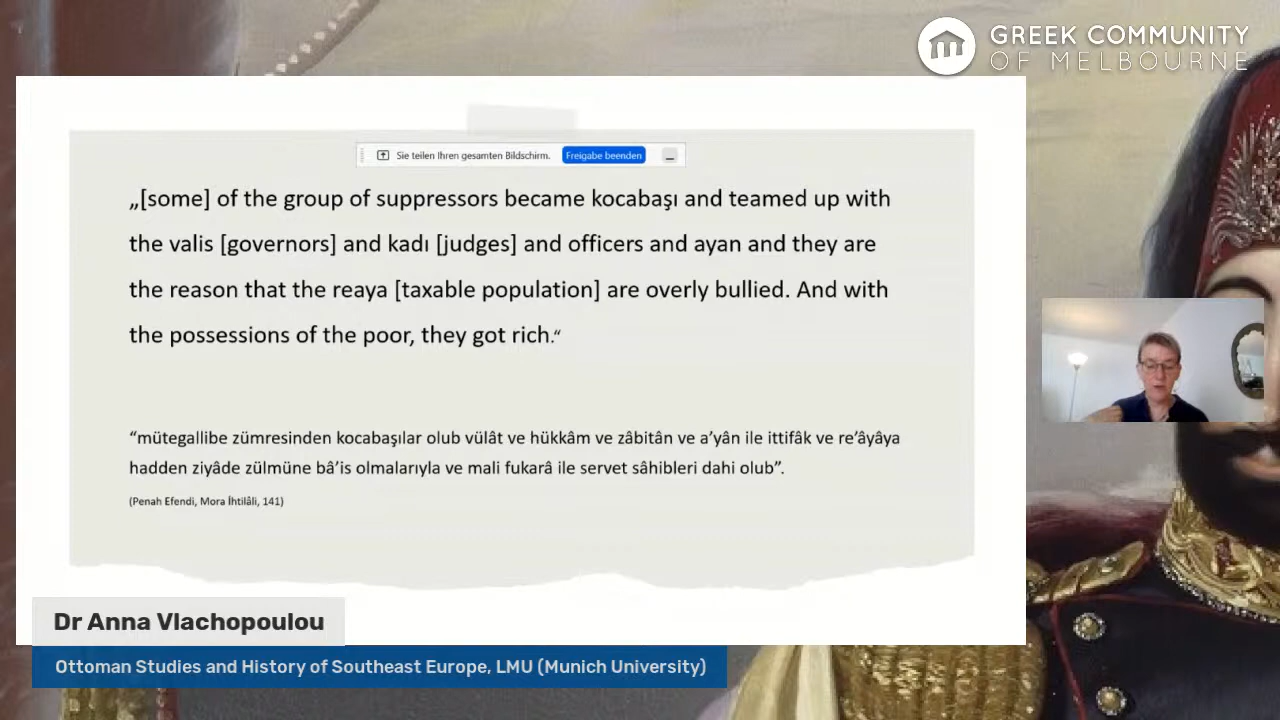 GREEK COMMUNITY
OF MELBOURNE
Sie teilen Ihren gesamten Bildschirm. Freigabe beenden
„[some] of the group of suppressors became kocabaşı and teamed up with
the valis [governors] and kadı [judges] and officers and ayan and they are
the reason that the reaya [taxable population] are overly bullied. And with
the possessions of the poor, they got rich.“
“mütegallibe zümresinden kocabaşılar olub vülât ve hükkâm ve zâbitân ve a’yân ile ittifâk ve re’âyâya
hadden ziyâde zülmüne bâ’is olmalarıyla ve mali fukarâ ile servet sâhibleri dahi olub”.
(Penah Efendi, Mora İhtilâli, 141)
Dr Anna Vlachopoulou
Ottoman Studies and History of Southeast Europe, LMU (Munich University)